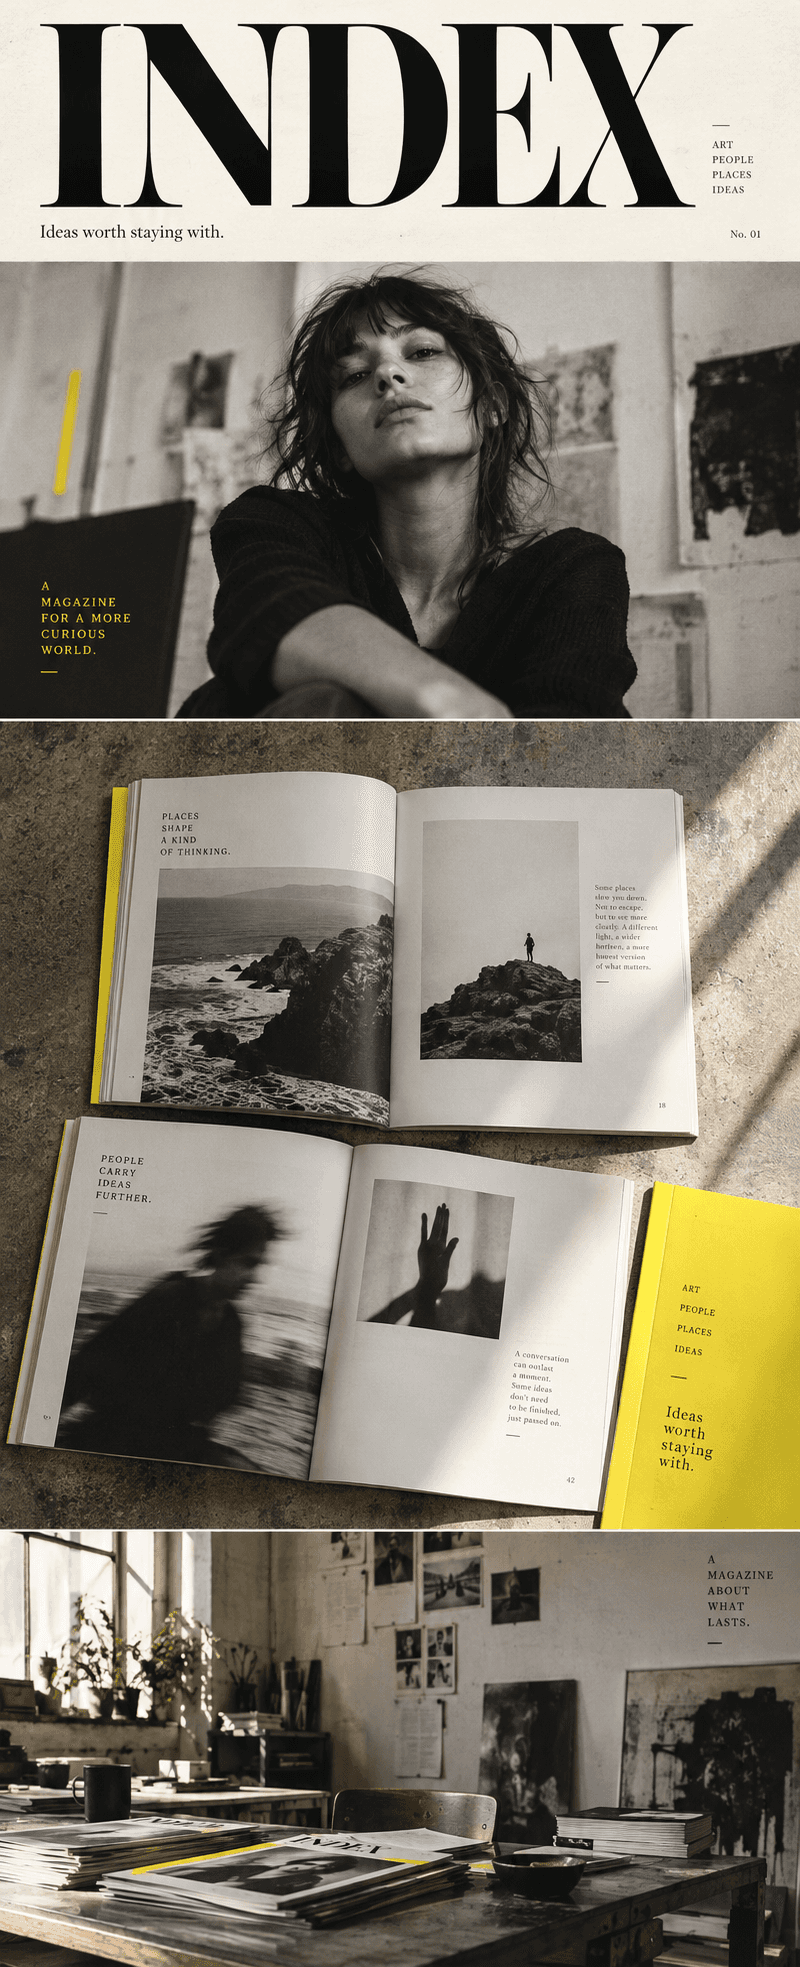 INDEX
ART
PEOPLE
PLACES
IDEAS
Ideas worth staying with.
No. 01
A
MAGAZINE
FOR A MORE
CURIOUS
WORLD.
PLACES
SHAPE
A KIND
OF THINKING.
Some places
slow you down.
Not to escape,
but to see more
closely. A different
light, a wider
horizon, a more
honest version
of what matters.
18
PEOPLE
CARRY
IDEAS
FURTHER.
A conversation
can outlast
a moment.
Some ideas
don't need
to be finished,
just passed on.
42
ART
PEOPLE
PLACES
IDEAS
Ideas
worth
staying
with.
A
MAGAZINE
ABOUT
WHAT
LASTS.
INDEX
INDEX